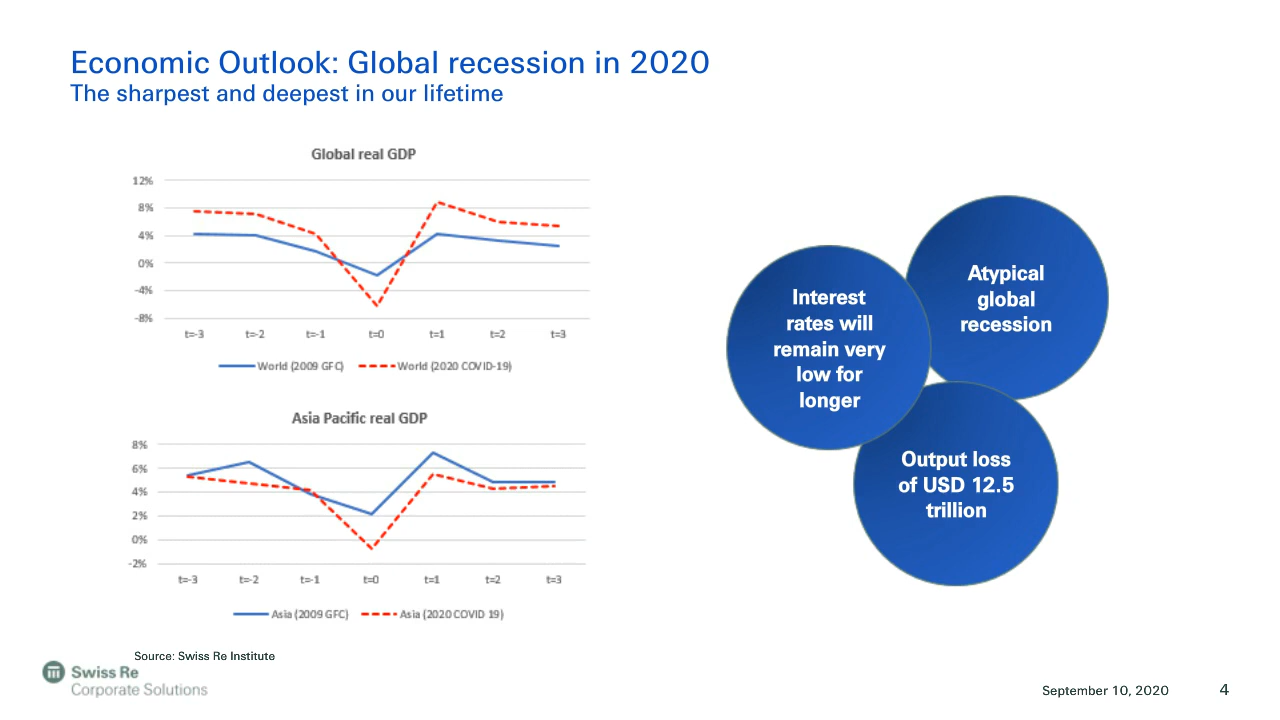 Economic Outlook: Global recession in 2020
The sharpest and deepest in our lifetime
Global real GDP
12%
8%
4%
0%
-4%
-8%
t=-3 t=-2 t=-1 t=0 t=1 t=2 t=3
World (2009 GFC) World (2020 COVID-19)
Asia Pacific real GDP
8%
6%
4%
2%
0%
-2%
t=-3 t=-2 t=-1 t=0 t=1 t=2 t=3
Asia (2009 GFC) Asia (2020 COVID 19)
Interest
rates will
remain very
low for
longer
Atypical
global
recession
Output loss
of USD 12.5
trillion
Source: Swiss Re Institute
Swiss Re
Corporate Solutions
September 10, 2020 4